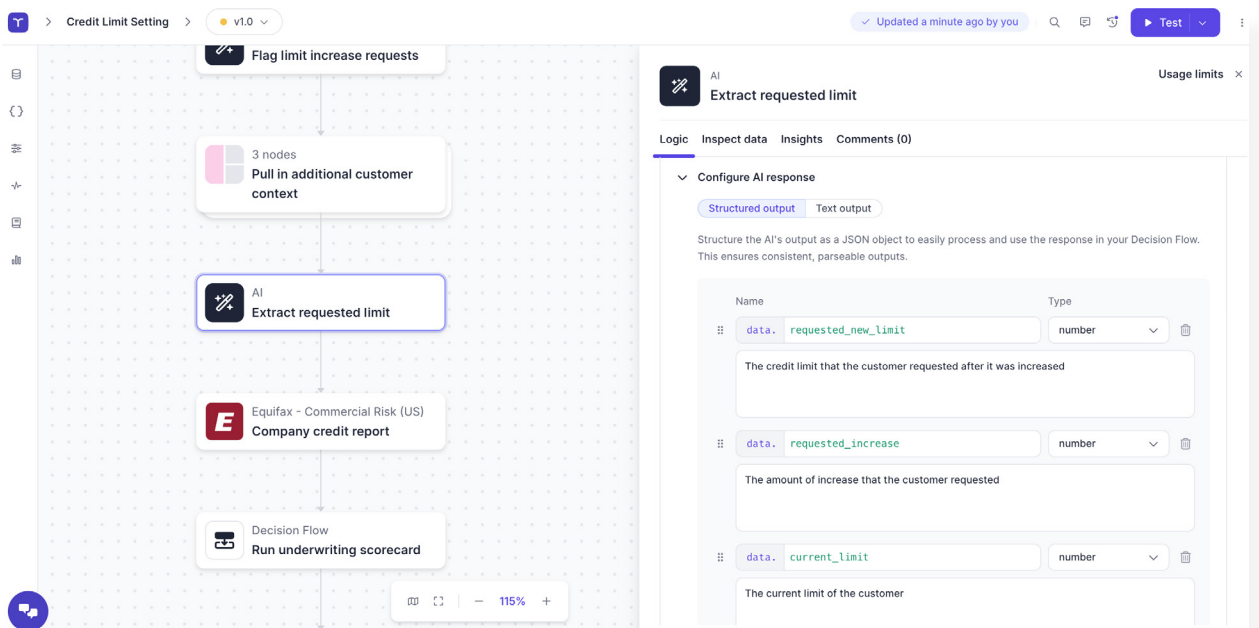 Credit Limit Setting
v1.0
Updated a minute ago by you
Test
Flag limit increase requests
3 nodes
Pull in additional customer
context
AI
Extract requested limit
Equifax - Commercial Risk (US)
Company credit report
Decision Flow
Run underwriting scorecard
115%
AI
Extract requested limit
Usage limits
Logic
Inspect data
Insights
Comments (0)
Configure AI response
Structured output
Text output
Structure the AI's output as a JSON object to easily process and use the response in your Decision Flow.
This ensures consistent, parseable outputs.
Name
Type
data. requested_new_limit
number
The credit limit that the customer requested after it was increased
data. requested_increase
number
The amount of increase that the customer requested
data. current_limit
number
The current limit of the customer